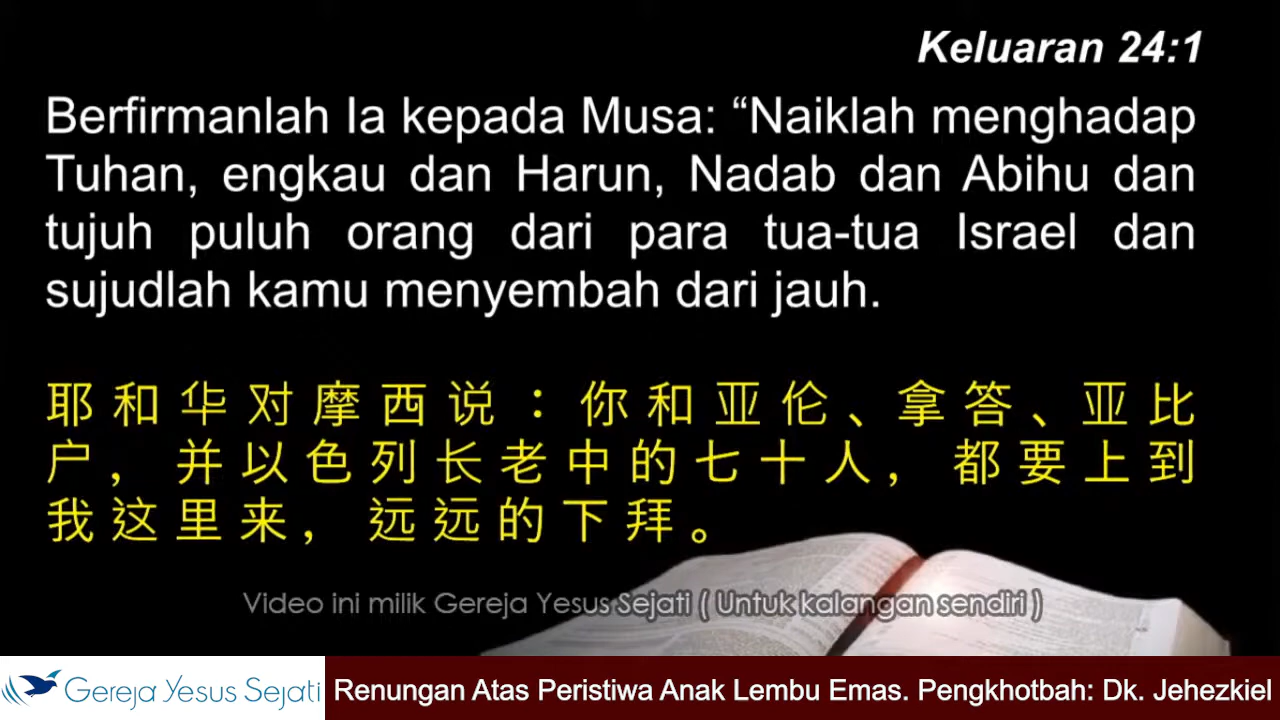 Keluaran 24:1
Berfirmanlah Ia kepada Musa: “Naiklah menghadap
Tuhan, engkau dan Harun, Nadab dan Abihu dan
tujuh puluh orang dari para tua-tua Israel dan
sujudlah kamu menyembah dari jauh.
耶和华对摩西说：你和亚伦、拿答、亚比
户，并以色列长老中的七十人，都要上到
我这里来，远远的下拜。
Video ini milik Gereja Yesus Sejati ( Untuk kalangan sendiri )
Gereja Yesus Sejati
Renungan Atas Peristiwa Anak Lembu Emas. Pengkhotbah: Dk. Jehezkiel